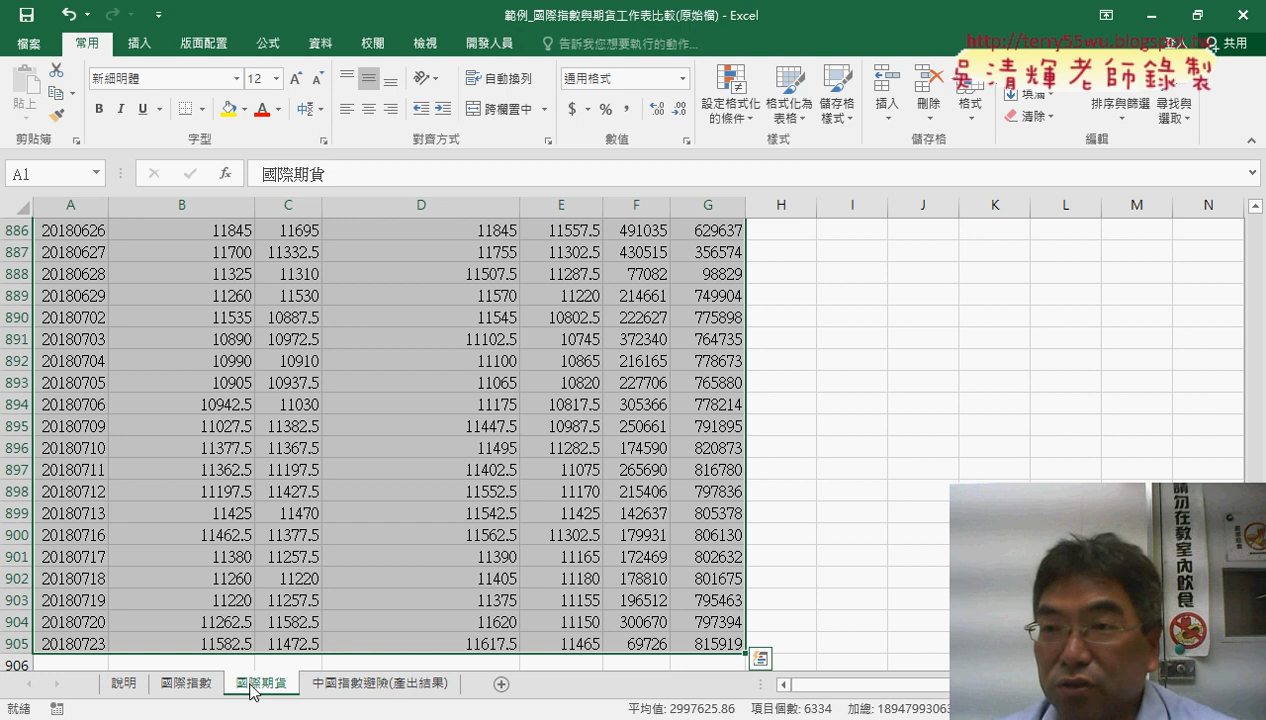 範例_國際指數與期貨工作表比較(原始檔) - Excel
http://terry55wu.blogspot.tw
吳清輝老師錄製
檔案 常用 插入 版面配置 公式 資料 校閱 檢視 開發人員 告訴我您想要執行的動作... 登入 共用
貼上 新細明體 12 自動換列 通用格式 設定格式化的條件 格式化為表格 儲存格樣式 插入 刪除 格式 填滿 排序與篩選 尋找與選取
B I U 跨欄置中 $ % , 清除
剪貼簿 字型 對齊方式 數值 樣式 儲存格 編輯
A1 fx 國際期貨
A B C D E F G H I J K L M N
886 20180626 11845 11695 11845 11557.5 491035 629637
887 20180627 11700 11332.5 11755 11302.5 430515 356574
888 20180628 11325 11310 11507.5 11287.5 77082 98829
889 20180629 11260 11530 11570 11220 214661 749904
890 20180702 11535 10887.5 11545 10802.5 222627 775898
891 20180703 10890 10972.5 11102.5 10745 372340 764735
892 20180704 10990 10910 11100 10865 216165 778673
893 20180705 10905 10937.5 11065 10820 227706 765880
894 20180706 10942.5 11030 11175 10817.5 305366 778214
895 20180709 11027.5 11382.5 11447.5 10987.5 250661 791895
896 20180710 11377.5 11367.5 11495 11282.5 174590 820873
897 20180711 11362.5 11197.5 11402.5 11075 265690 816780
898 20180712 11197.5 11427.5 11552.5 11170 215406 797836
899 20180713 11425 11470 11542.5 11425 142637 805378
900 20180716 11462.5 11377.5 11562.5 11302.5 179931 806130
901 20180717 11380 11257.5 11390 11165 172469 802632
902 20180718 11260 11220 11405 11180 178810 801675
903 20180719 11220 11257.5 11375 11155 196512 795463
904 20180720 11262.5 11582.5 11620 11150 300670 797394
905 20180723 11582.5 11472.5 11617.5 11465 69726 815919
906
請勿在教室內飲食
說明 國際指數 國際期貨 中國指數避險(產出結果)
就緒 平均值: 2997625.86 項目個數: 6334 加總: 18947993063